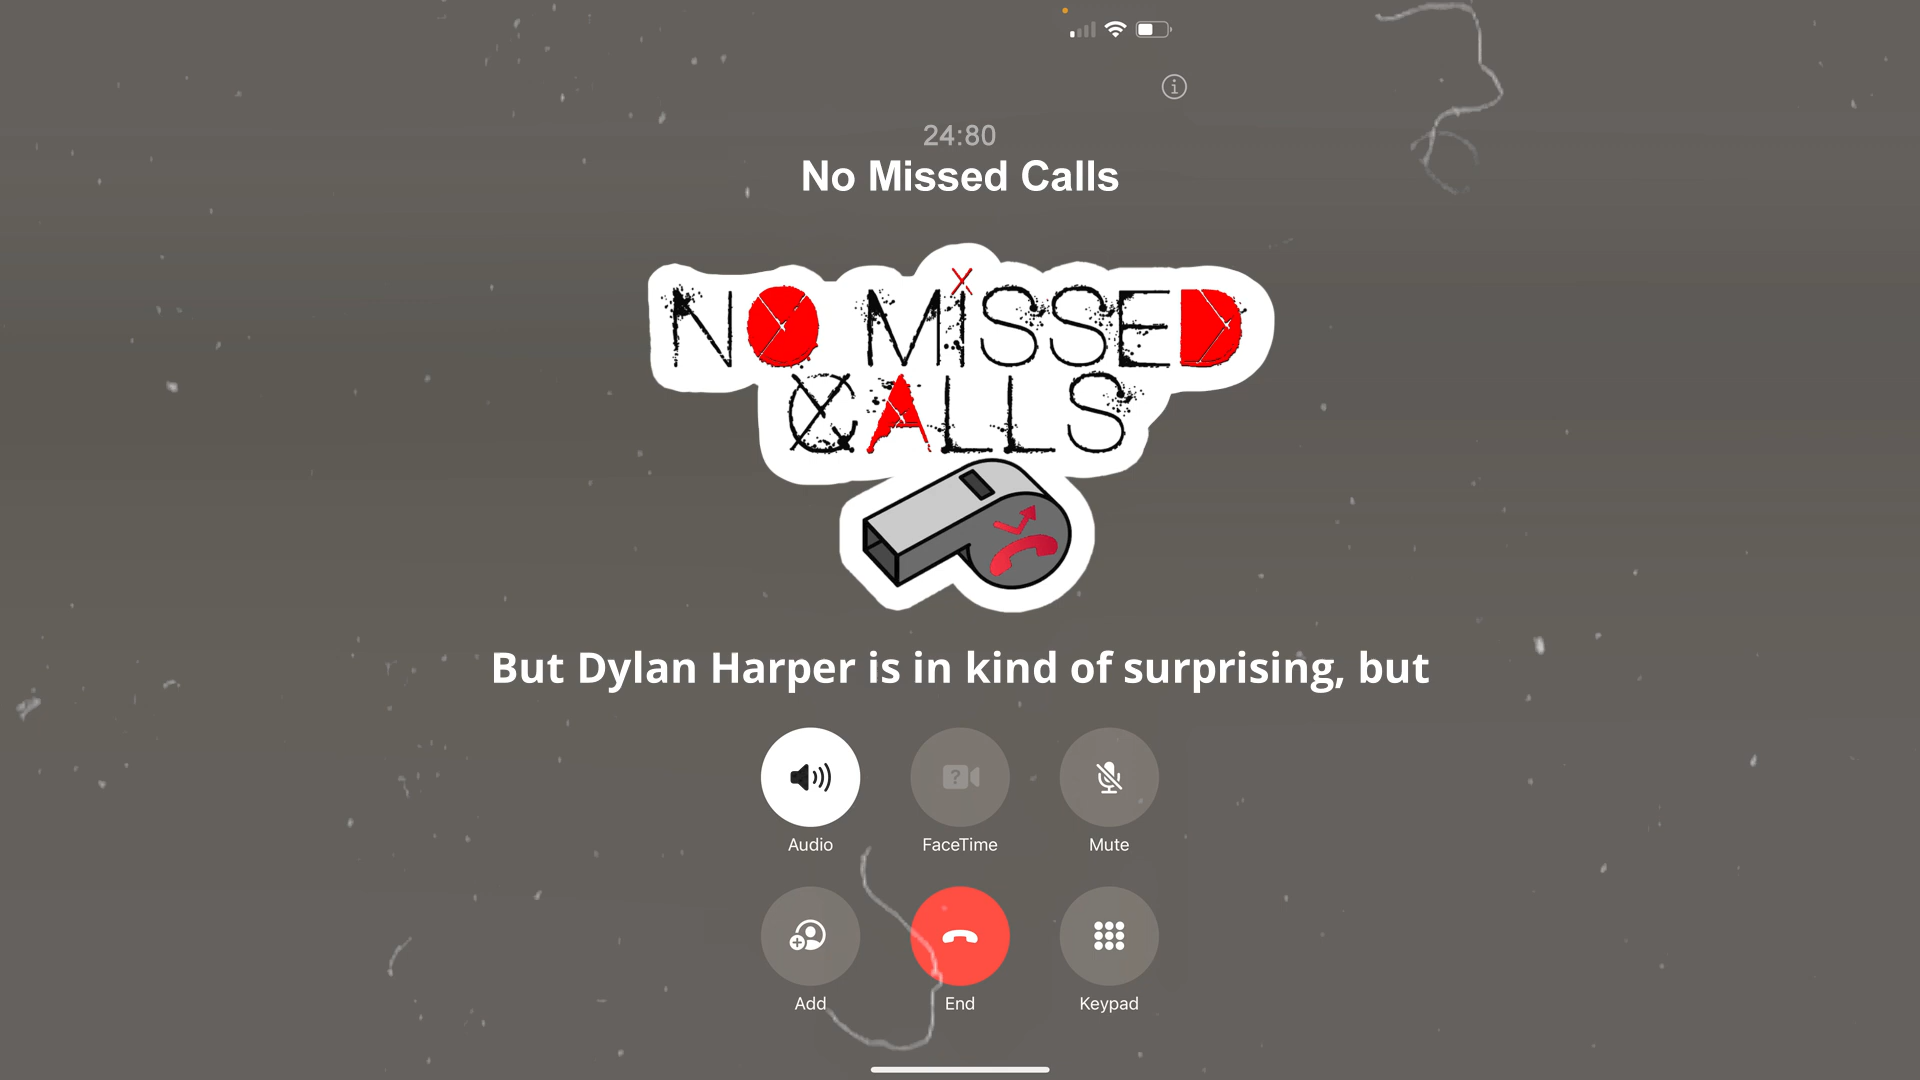 24:80
No Missed Calls
NO MISSED
CALLS
But Dylan Harper is in kind of surprising, but
Audio
FaceTime
Mute
Add
End
Keypad